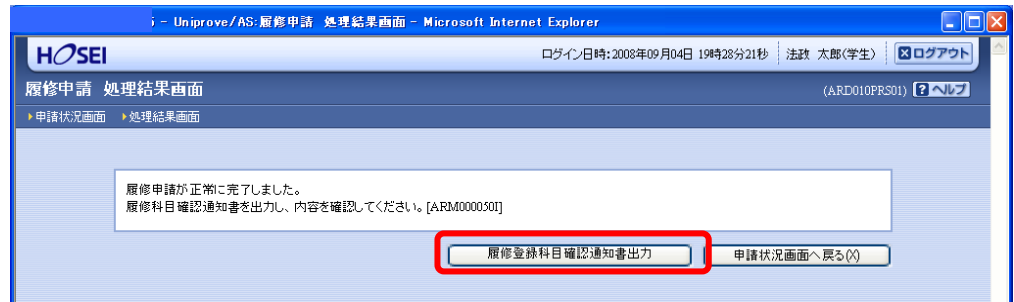 - Uniprove/AS:履修申請 処理結果画面 - Microsoft Internet Explorer
HOSEI
ログイン日時:2008年09月04日 19時28分21秒 法政 太郎(学生) ログアウト
履修申請 処理結果画面
(ARD010PRS01) ? ヘルプ
申請状況画面 処理結果画面
履修申請が正常に完了しました。
履修科目確認通知書を出力し、内容を確認してください。[ARM000050I]
履修登録科目確認通知書出力
申請状況画面へ戻る(X)